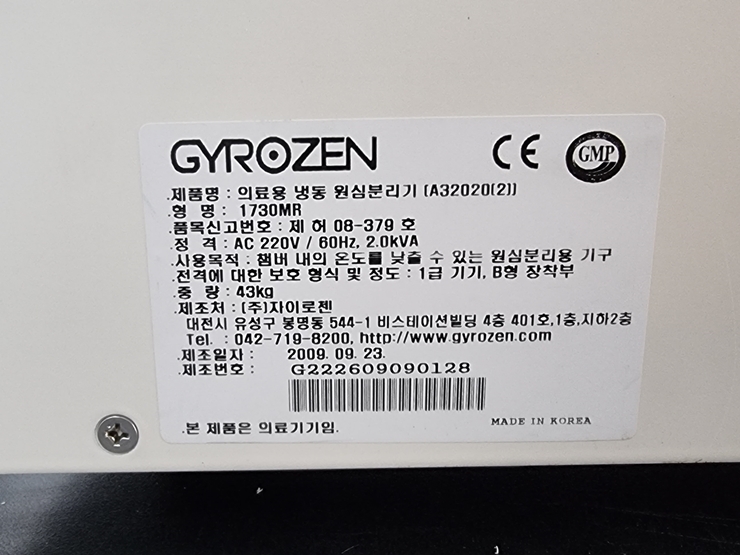 GYROZEN CE GMP
.제품명 : 의료용 냉동 원심분리기 (A32020(2))
.형 명 : 1730MR
.품목신고번호 : 제 허 08-379 호
.정 격 : AC 220V / 60Hz, 2.0kVA
.사용목적 : 챔버 내의 온도를 낮출 수 있는 원심분리용 기구
.전격에 대한 보호 형식 및 정도 : 1급 기기, B형 장착부
.중 량 : 43kg
.제조처 : (주)자이로젠
대전시 유성구 봉명동 544-1 비스테이션빌딩 4층 401호,1층,지하2층
Tel. : 042-719-8200, http://www.gyrozen.com
.제조일자 : 2009. 09. 23.
.제조번호 : G222609090128
.본 제품은 의료기기임. MADE IN KOREA